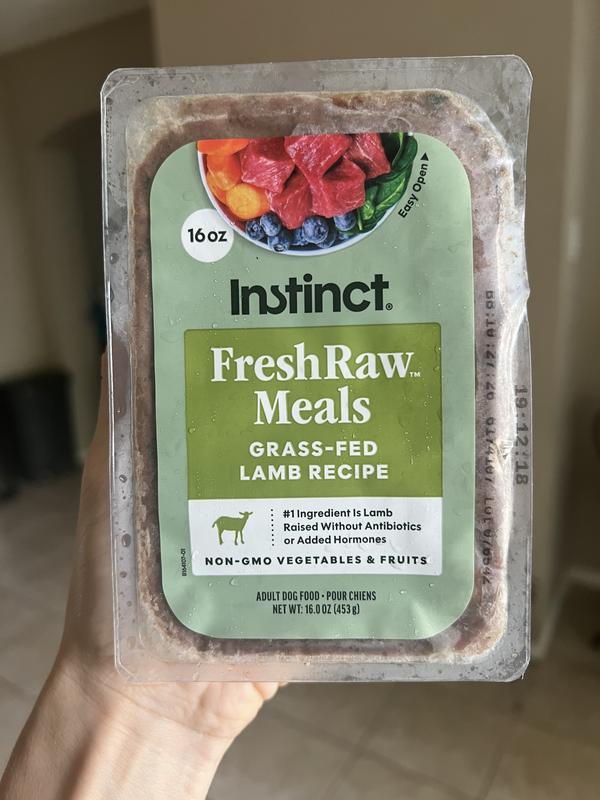 Easy Open
16 oz
Instinct®
FreshRaw™
Meals
GRASS-FED
LAMB RECIPE
#1 Ingredient Is Lamb
Raised Without Antibiotics
or Added Hormones
NON-GMO VEGETABLES & FRUITS
ADULT DOG FOOD • POUR CHIENS
NET WT: 16.0 OZ (453 g)
19:12:18